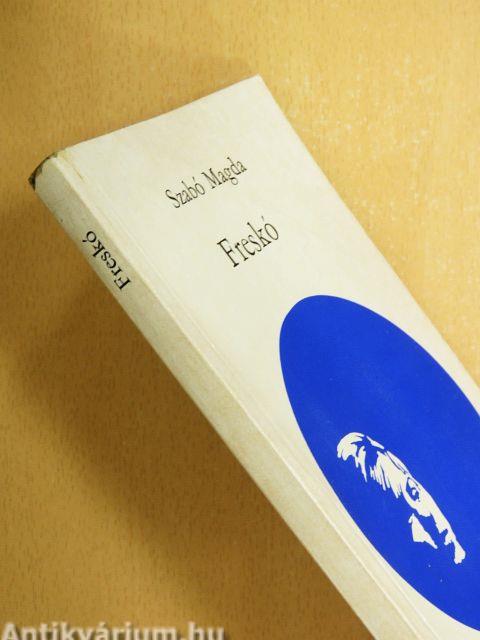 Szabó Magda
Freskó
Freskó
Antikvárium.hu